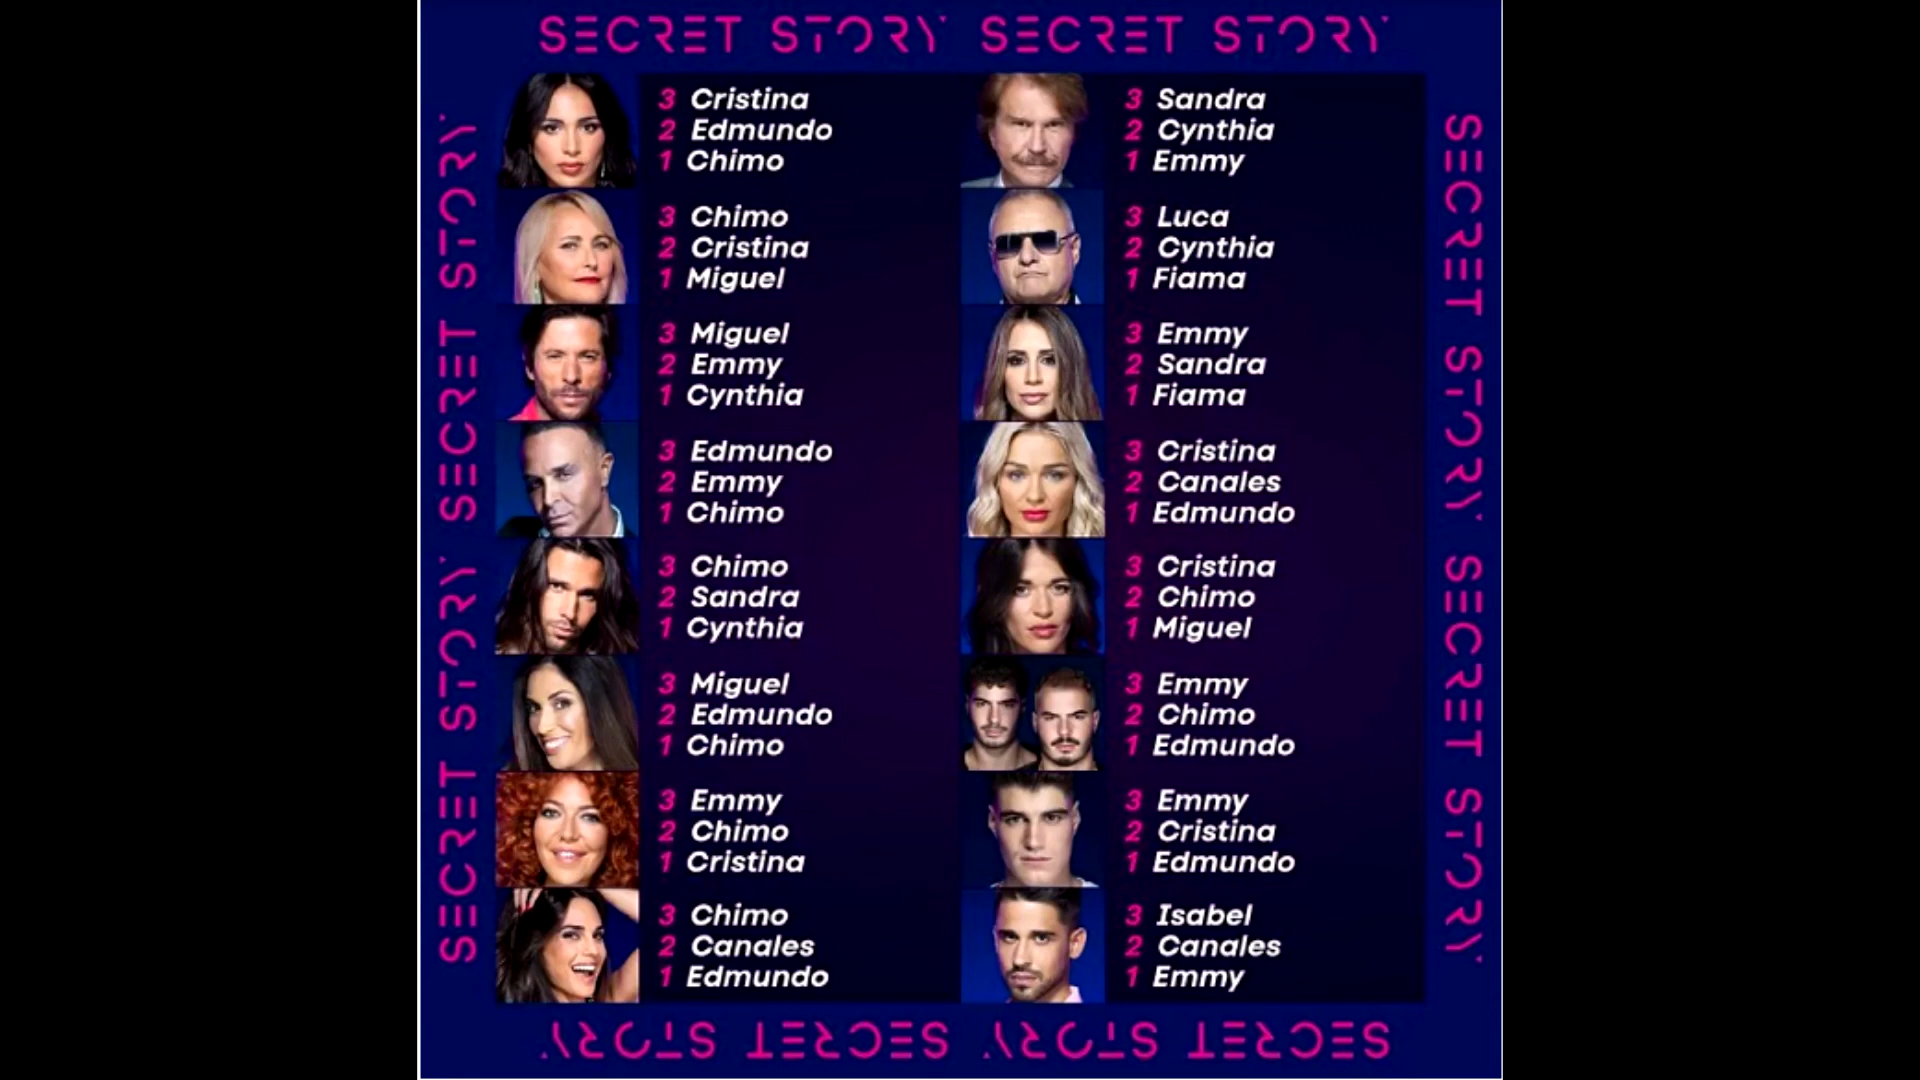 SECRET STORY SECRET STORY
3 Cristina
2 Edmundo
1 Chimo
3 Chimo
2 Cristina
1 Miguel
3 Miguel
2 Emmy
1 Cynthia
3 Edmundo
2 Emmy
1 Chimo
3 Chimo
2 Sandra
1 Cynthia
3 Miguel
2 Edmundo
1 Chimo
3 Emmy
2 Chimo
1 Cristina
3 Chimo
2 Canales
1 Edmundo
3 Sandra
2 Cynthia
1 Emmy
3 Luca
2 Cynthia
1 Fiama
3 Emmy
2 Sandra
1 Fiama
3 Cristina
2 Canales
1 Edmundo
3 Cristina
2 Chimo
1 Miguel
3 Emmy
2 Chimo
1 Edmundo
3 Emmy
2 Cristina
1 Edmundo
3 Isabel
2 Canales
1 Emmy
SECRET STORY SECRET STORY
SECRET STORY SECRET STORY
SECRET STORY SECRET STORY